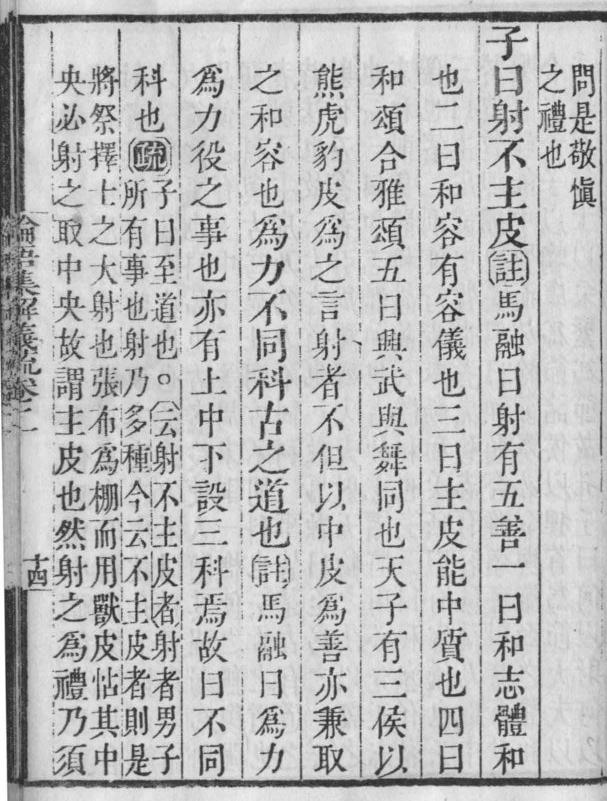 問是敬慎
之禮也
子曰射不主皮註馬融曰射有五善一曰和志體和
也二曰和容有容儀也三曰主皮能中質也四曰
和頌合雅頌五曰興武與舞同也天子有三侯以
熊虎豹皮為之言射者不但以中皮為善亦兼取
之和容也為力不同科古之道也註馬融曰為力
為力役之事也亦有上中下設三科焉故曰不同
科也疏子曰至道也。云射不主皮者射者男子
所有事也射乃多種今云不主皮者則是
將祭擇士之大射也張布為棚而用獸皮怗其中
央必射之取中央故謂主皮也然射之為禮乃須
論語集解義疏卷二
十四